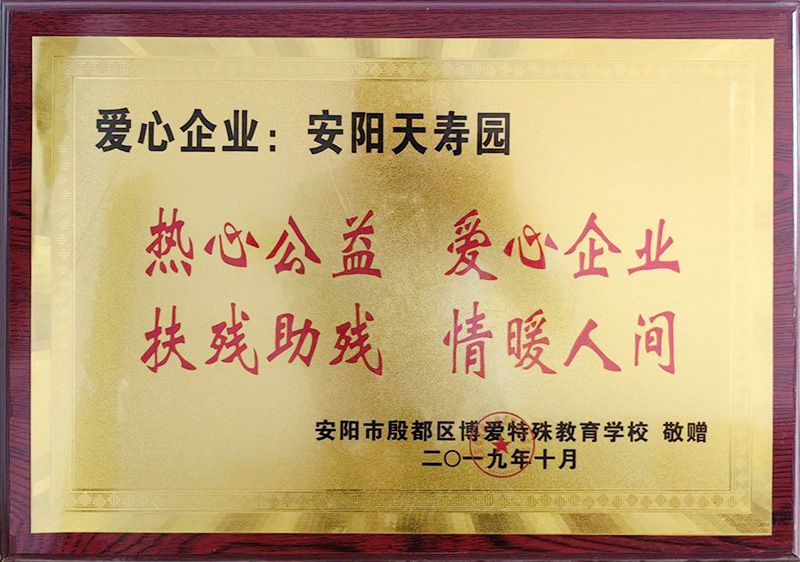 爱心企业：安阳天寿园
热心公益 爱心企业
扶残助残 情暖人间
安阳市殷都区博爱特殊教育学校 敬赠
二〇一九年十月